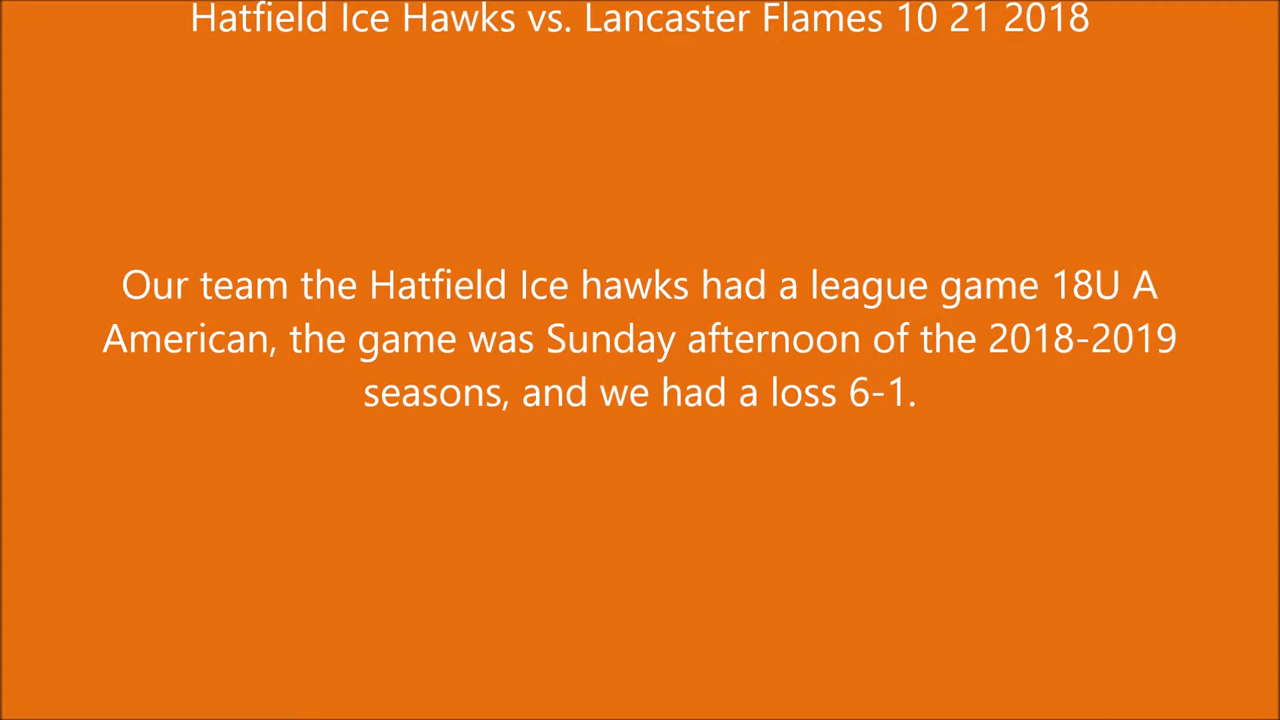 Hatfield Ice Hawks vs. Lancaster Flames 10 21 2018
Our team the Hatfield Ice hawks had a league game 18U A
American, the game was Sunday afternoon of the 2018-2019
seasons, and we had a loss 6-1.